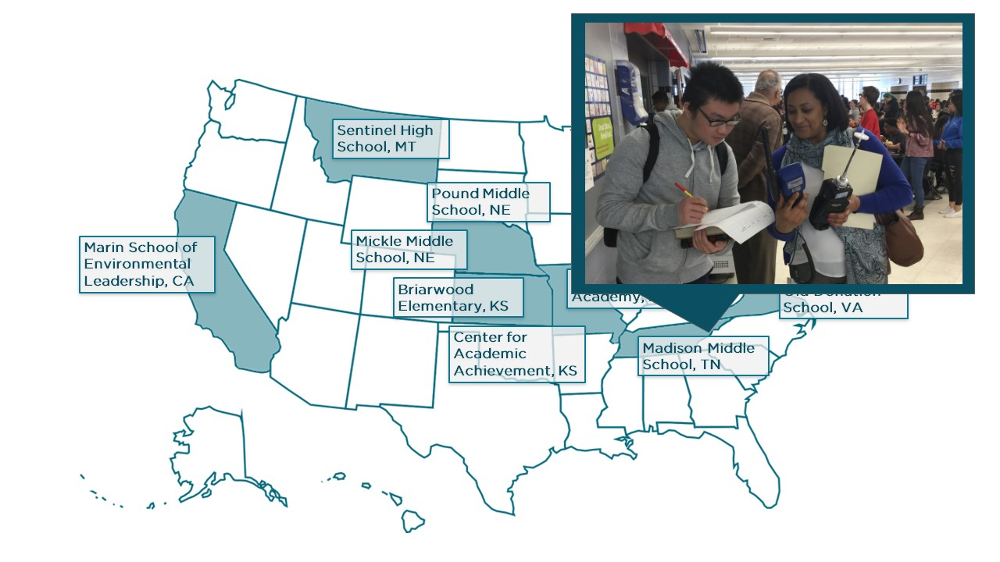 Sentinel High
School, MT
Pound Middle
School, NE
Mickle Middle
School, NE
Marin School of
Environmental
Leadership, CA
Briarwood
Elementary, KS
Academy,
School, VA
Center for
Academic
Achievement, KS
Madison Middle
School, TN